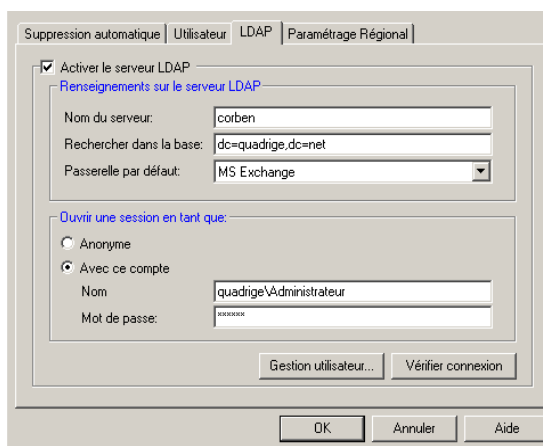 Suppression automatique Utilisateur LDAP Paramétrage Régional
Activer le serveur LDAP
Renseignements sur le serveur LDAP
Nom du serveur: corben
Rechercher dans la base: dc=quadrige,dc=net
Passerelle par défaut: MS Exchange
Ouvrir une session en tant que:
Anonyme
Avec ce compte
Nom quadrige\Administrateur
Mot de passe: ××××××
Gestion utilisateur... Vérifier connexion
OK Annuler Aide